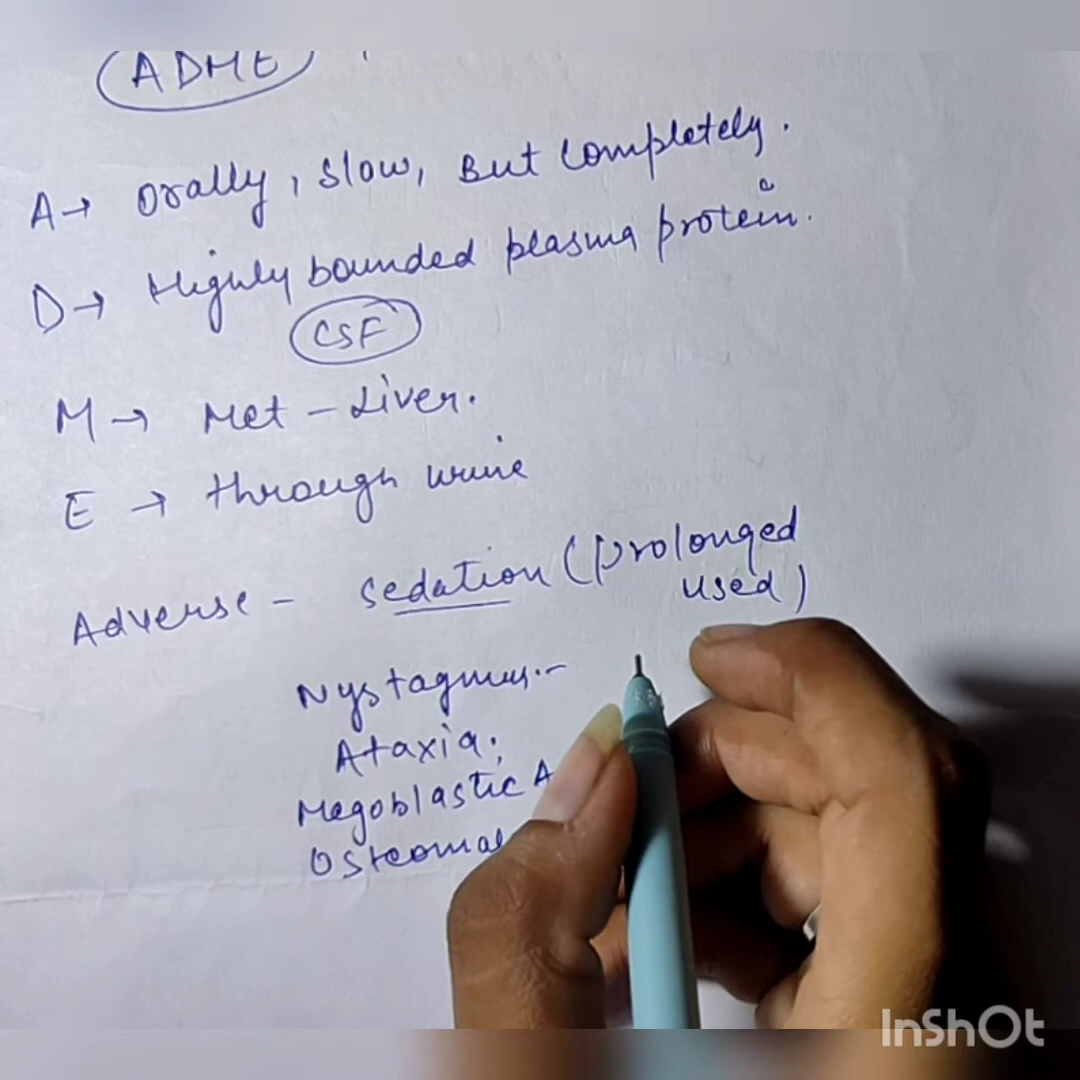 ADME
A → Orally, Slow, But Completely.
D → Highly bounded plasma protein.
CSF
M → Met - Liver.
E → through urine
Adverse - Sedation (prolonged
used)
Nystagmus.-
Ataxia.
Megoblastic A
Osteomal
InShOt